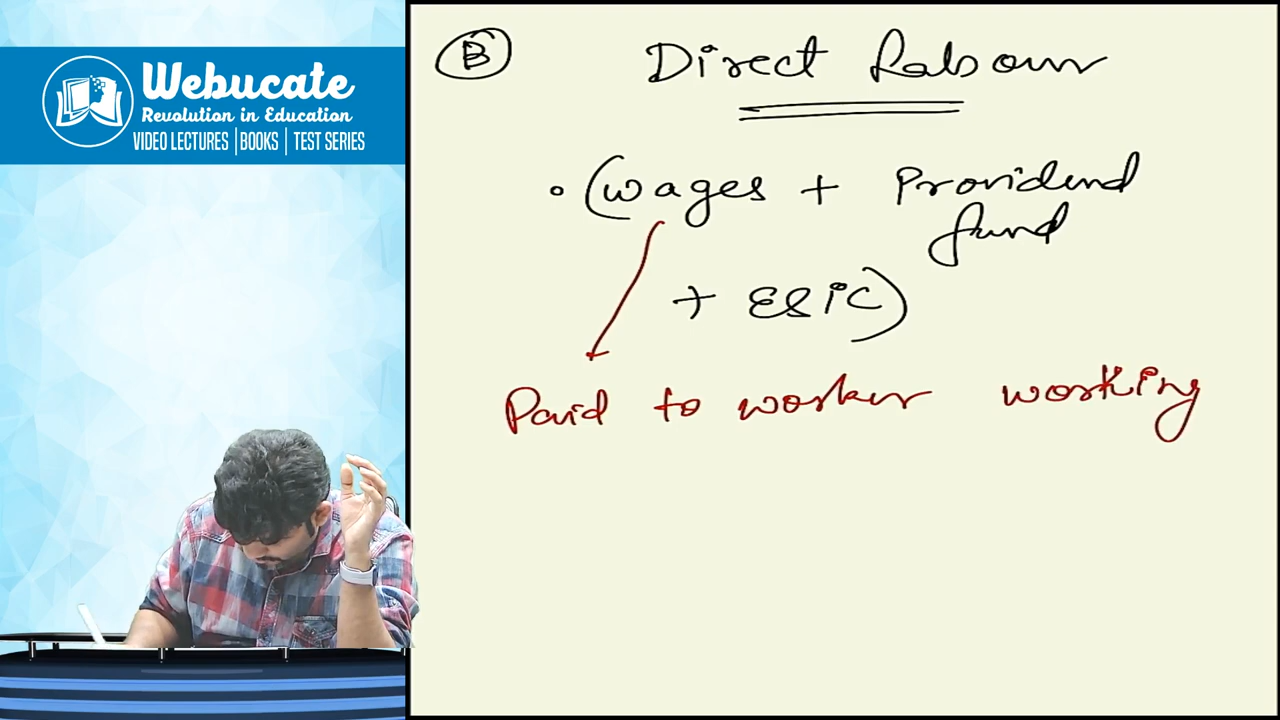 Webucate
Revolution in Education
VIDEO LECTURES | BOOKS | TEST SERIES
B
Direct Labour
• (wages + Providend
fund
+ ESIC)
Paid to worker working